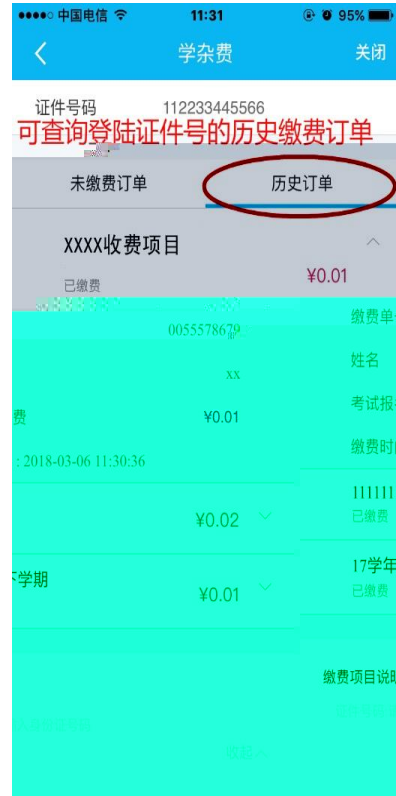 中国电信 11:31 95%
学杂费 关闭
证件号码 112233445566
可查询登陆证件号的历史缴费订单
未缴费订单 历史订单
XXXX收费项目
¥0.01
已缴费
缴费单
0055578679
姓名
xx
考试报
费 ¥0.01
缴费时
: 2018-03-06 11:30:36
111111
已缴费
¥0.02
17学年
下学期
已缴费
¥0.01
缴费项目说明